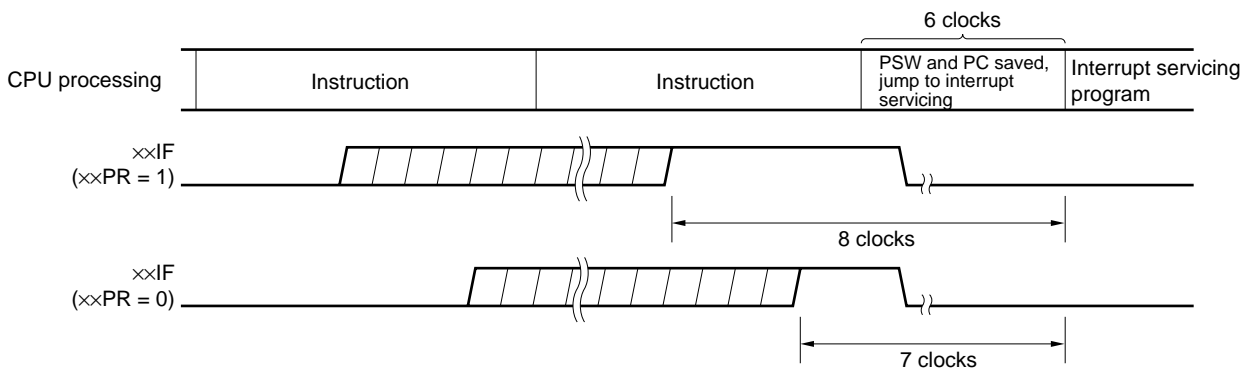 6 clocks
CPU processing
Instruction
Instruction
PSW and PC saved,
jump to interrupt
servicing
Interrupt servicing
program
××IF
(××PR = 1)
8 clocks
××IF
(××PR = 0)
7 clocks